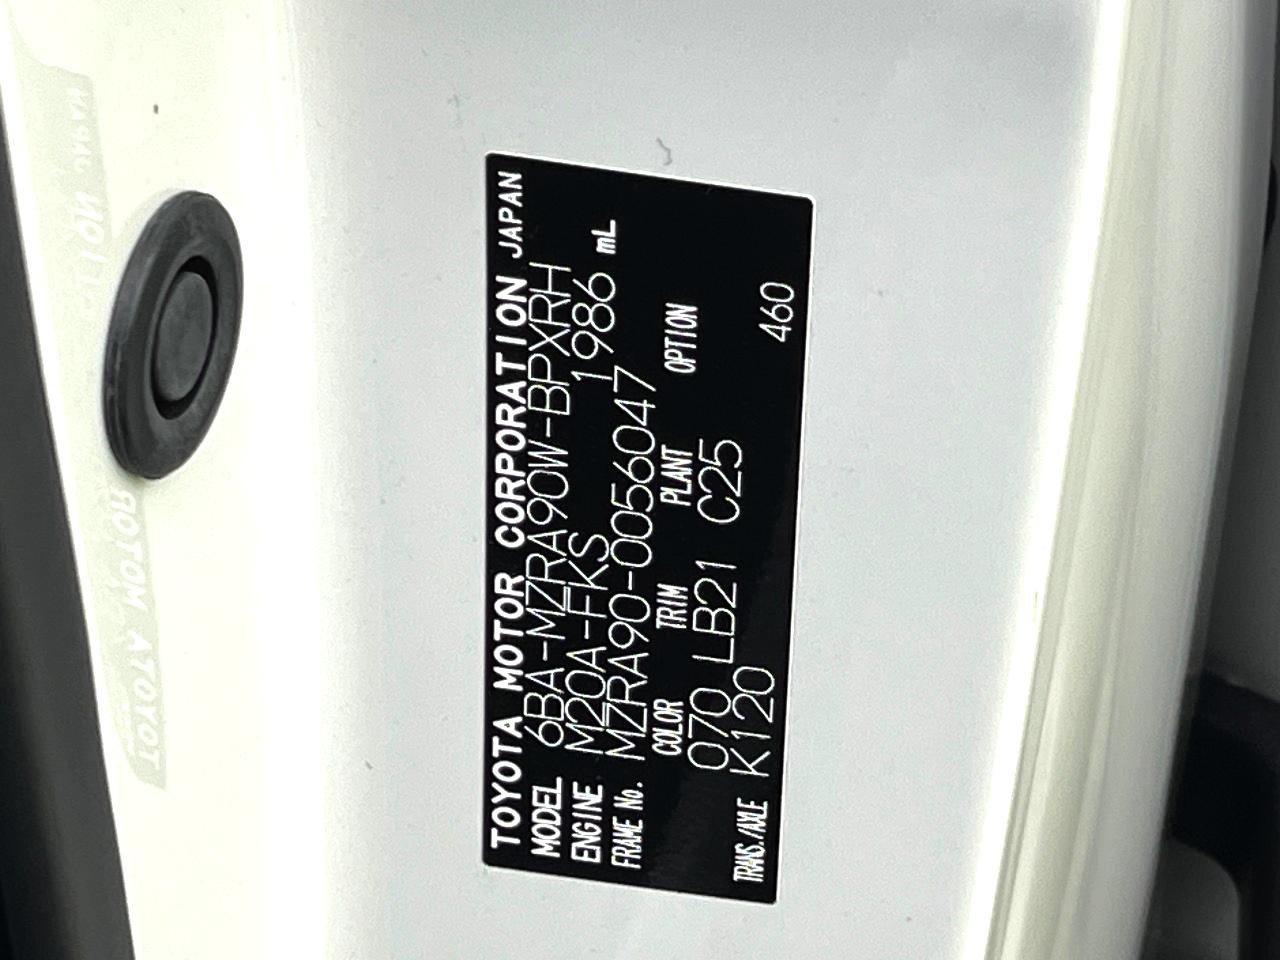 TOYOTA MOTOR CORPORATION JAPAN
MODEL 6BA-MZRA90W-BPXRH
ENGINE M20A-FKS 1986 mL
FRAME No. MZRA90-0056047
COLOR TRIM PLANT OPTION
070 LB21 C25
TRANS./AXLE K120 460